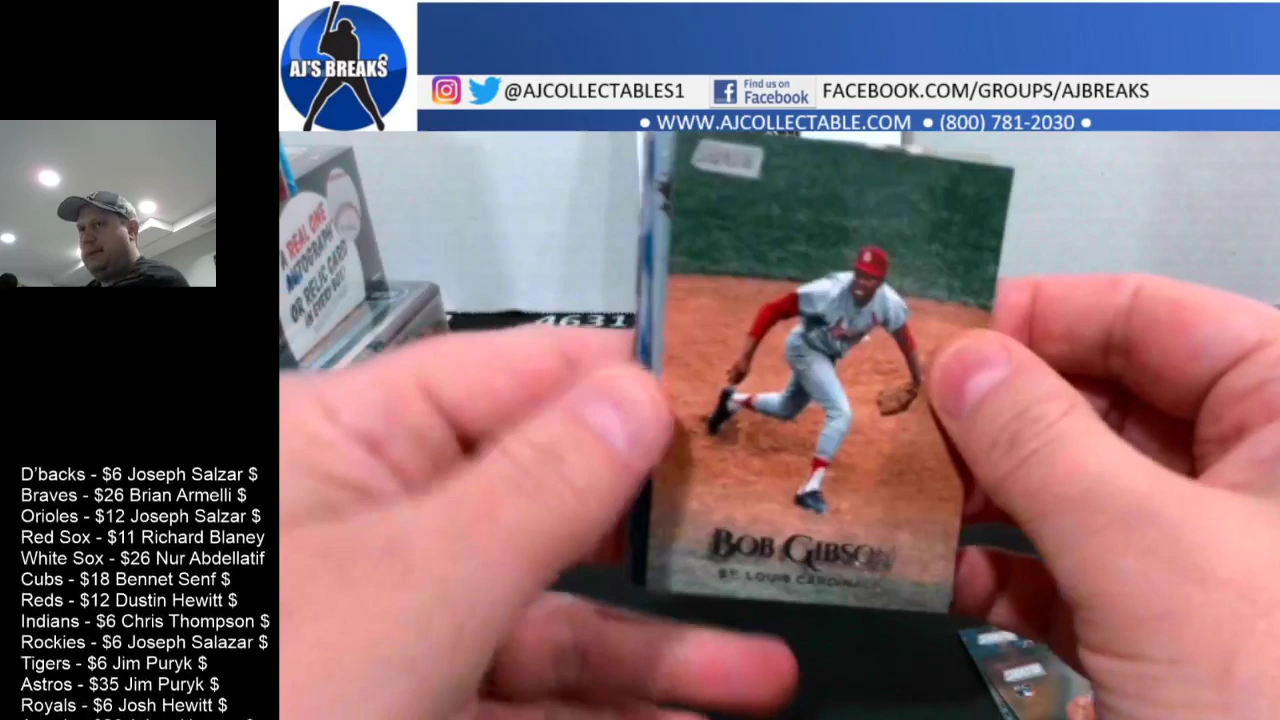 AJ'S BREAKS
@AJCOLLECTABLES1
Find us on
Facebook
FACEBOOK.COM/GROUPS/AJBREAKS
● WWW.AJCOLLECTABLE.COM ● (800) 781-2030 ●
A REAL ONE
AUTOGRAPH
OR RELIC CARD
IN EVERY BOX!
4631
BOB GIBSON
ST. LOUIS CARDINALS
D'backs - $6 Joseph Salzar $
Braves - $26 Brian Armelli $
Orioles - $12 Joseph Salzar $
Red Sox - $11 Richard Blaney
White Sox - $26 Nur Abdellatif
Cubs - $18 Bennet Senf $
Reds - $12 Dustin Hewitt $
Indians - $6 Chris Thompson $
Rockies - $6 Joseph Salazar $
Tigers - $6 Jim Puryk $
Astros - $35 Jim Puryk $
Royals - $6 Josh Hewitt $